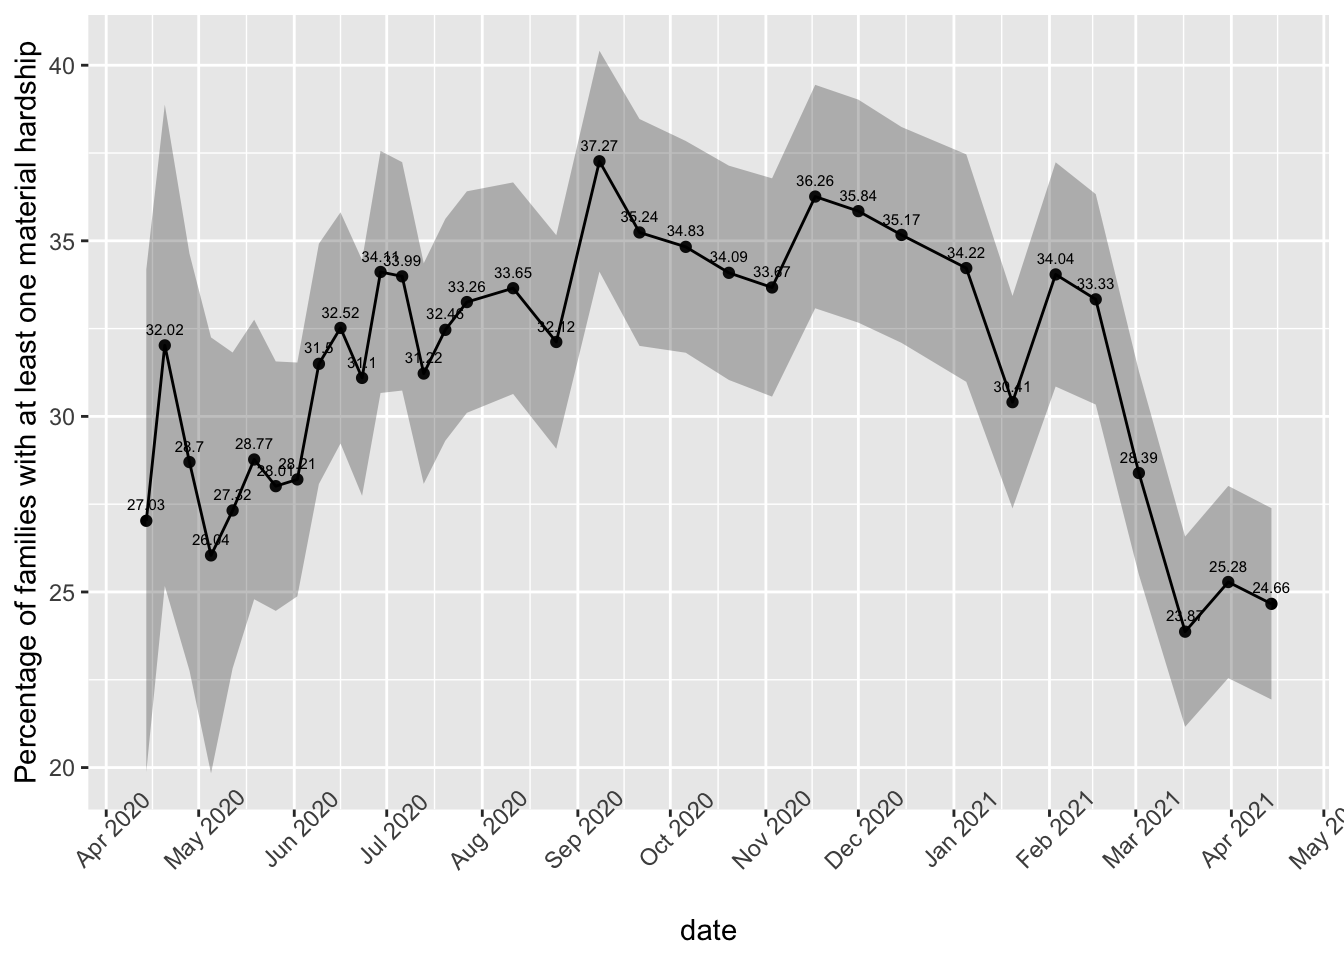 Percentage of families with at least one material hardship
40
35
30
25
20
27.03
32.02
28.7
26.04
27.32
28.77
28.01
28.21
31.5
32.52
31.1
34.11
33.99
31.22
32.46
33.26
33.65
32.12
37.27
35.24
34.83
34.09
33.67
36.26
35.84
35.17
34.22
30.41
34.04
33.33
28.39
23.87
25.28
24.66
Apr 2020
May 2020
Jun 2020
Jul 2020
Aug 2020
Sep 2020
Oct 2020
Nov 2020
Dec 2020
Jan 2021
Feb 2021
Mar 2021
Apr 2021
May 20
date